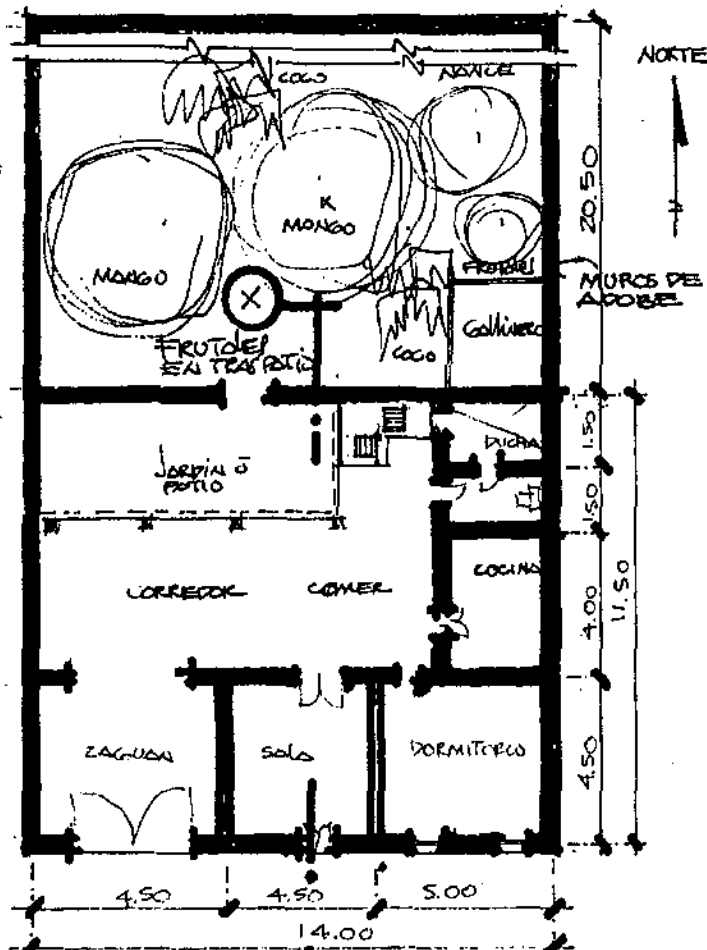 NORTE
COCO
NANCE
MANGO
MONGO
20.50
FRUTALES
MUROS DE
ADOBE
GALLINERO
COCO
FRUTALES
EN TRASPATIO
1.50
DUCHA
JARDIN Ó
PATIO
1.50
COCINA
CORREDOR
COMER
4.00
11.50
ZAGUAN
SALA
DORMITORIO
4.50
4.50
4.50
5.00
14.00